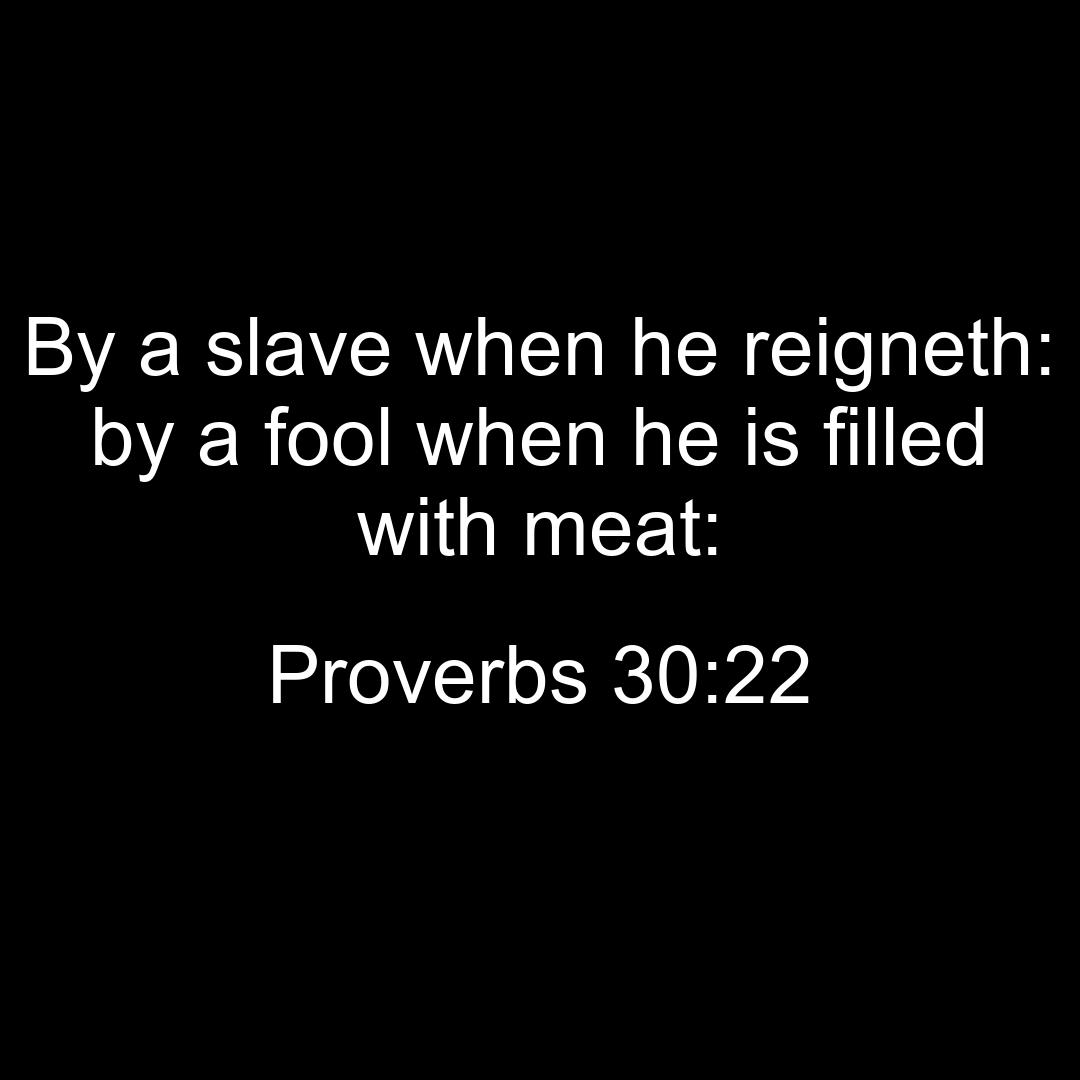 By a slave when he reigneth:
by a fool when he is filled
with meat:
Proverbs 30:22